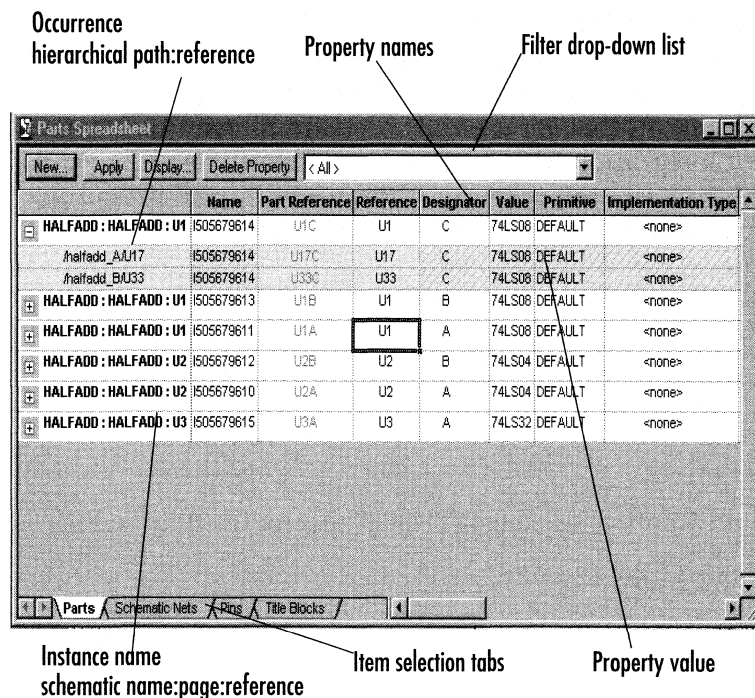 Occurrence
hierarchical path:reference
Property names
Filter drop-down list
Parts Spreadsheet
New... Apply Display... Delete Property < All >
Name Part Reference Reference Designator Value Primitive Implementation Type
HALFADD : HALFADD : U1 I505679614 U1C U1 C 74LS08 DEFAULT <none>
/halfadd_A/U17 I505679614 U17C U17 C 74LS08 DEFAULT <none>
/halfadd_B/U33 I505679614 U33C U33 C 74LS08 DEFAULT <none>
HALFADD : HALFADD : U1 I505679613 U1B U1 B 74LS08 DEFAULT <none>
HALFADD : HALFADD : U1 I505679611 U1A U1 A 74LS08 DEFAULT <none>
HALFADD : HALFADD : U2 I505679612 U2B U2 B 74LS04 DEFAULT <none>
HALFADD : HALFADD : U2 I505679610 U2A U2 A 74LS04 DEFAULT <none>
HALFADD : HALFADD : U3 I505679615 U3A U3 A 74LS32 DEFAULT <none>
Parts Schematic Nets Pins Title Blocks
Instance name
schematic name:page:reference
Item selection tabs
Property value